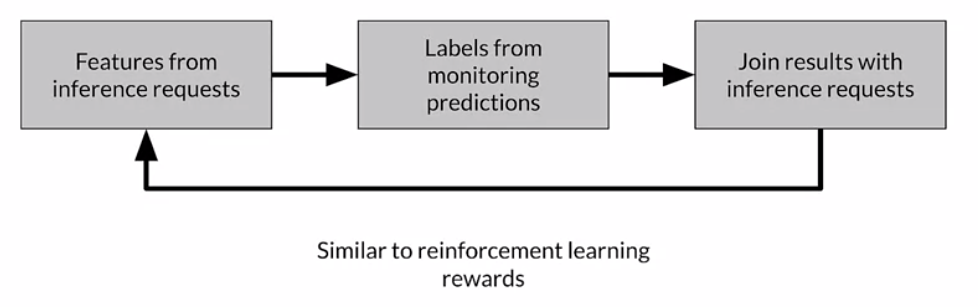 Features from
inference requests
Labels from
monitoring
predictions
Join results with
inference requests
Similar to reinforcement learning
rewards